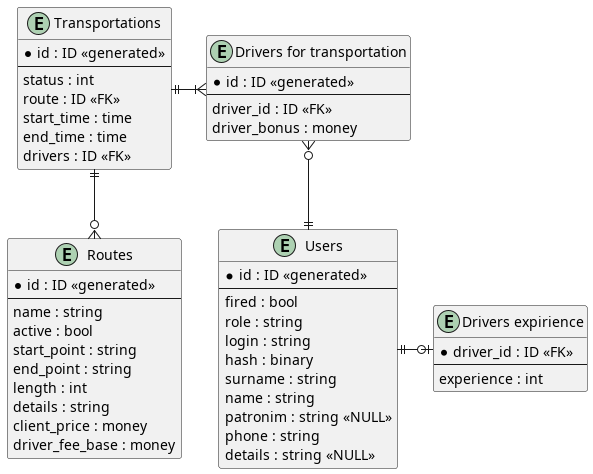 E Transportations
* id : ID «generated»
status : int
route : ID «FK»
start_time : time
end_time : time
drivers : ID «FK»
E Drivers for transportation
* id : ID «generated»
driver_id : ID «FK»
driver_bonus : money
E Routes
* id : ID «generated»
name : string
active : bool
start_point : string
end_point : string
length : int
details : string
client_price : money
driver_fee_base : money
E Users
* id : ID «generated»
fired : bool
role : string
login : string
hash : binary
surname : string
name : string
patronim : string «NULL»
phone : string
details : string «NULL»
E Drivers expirience
* driver_id : ID «FK»
experience : int